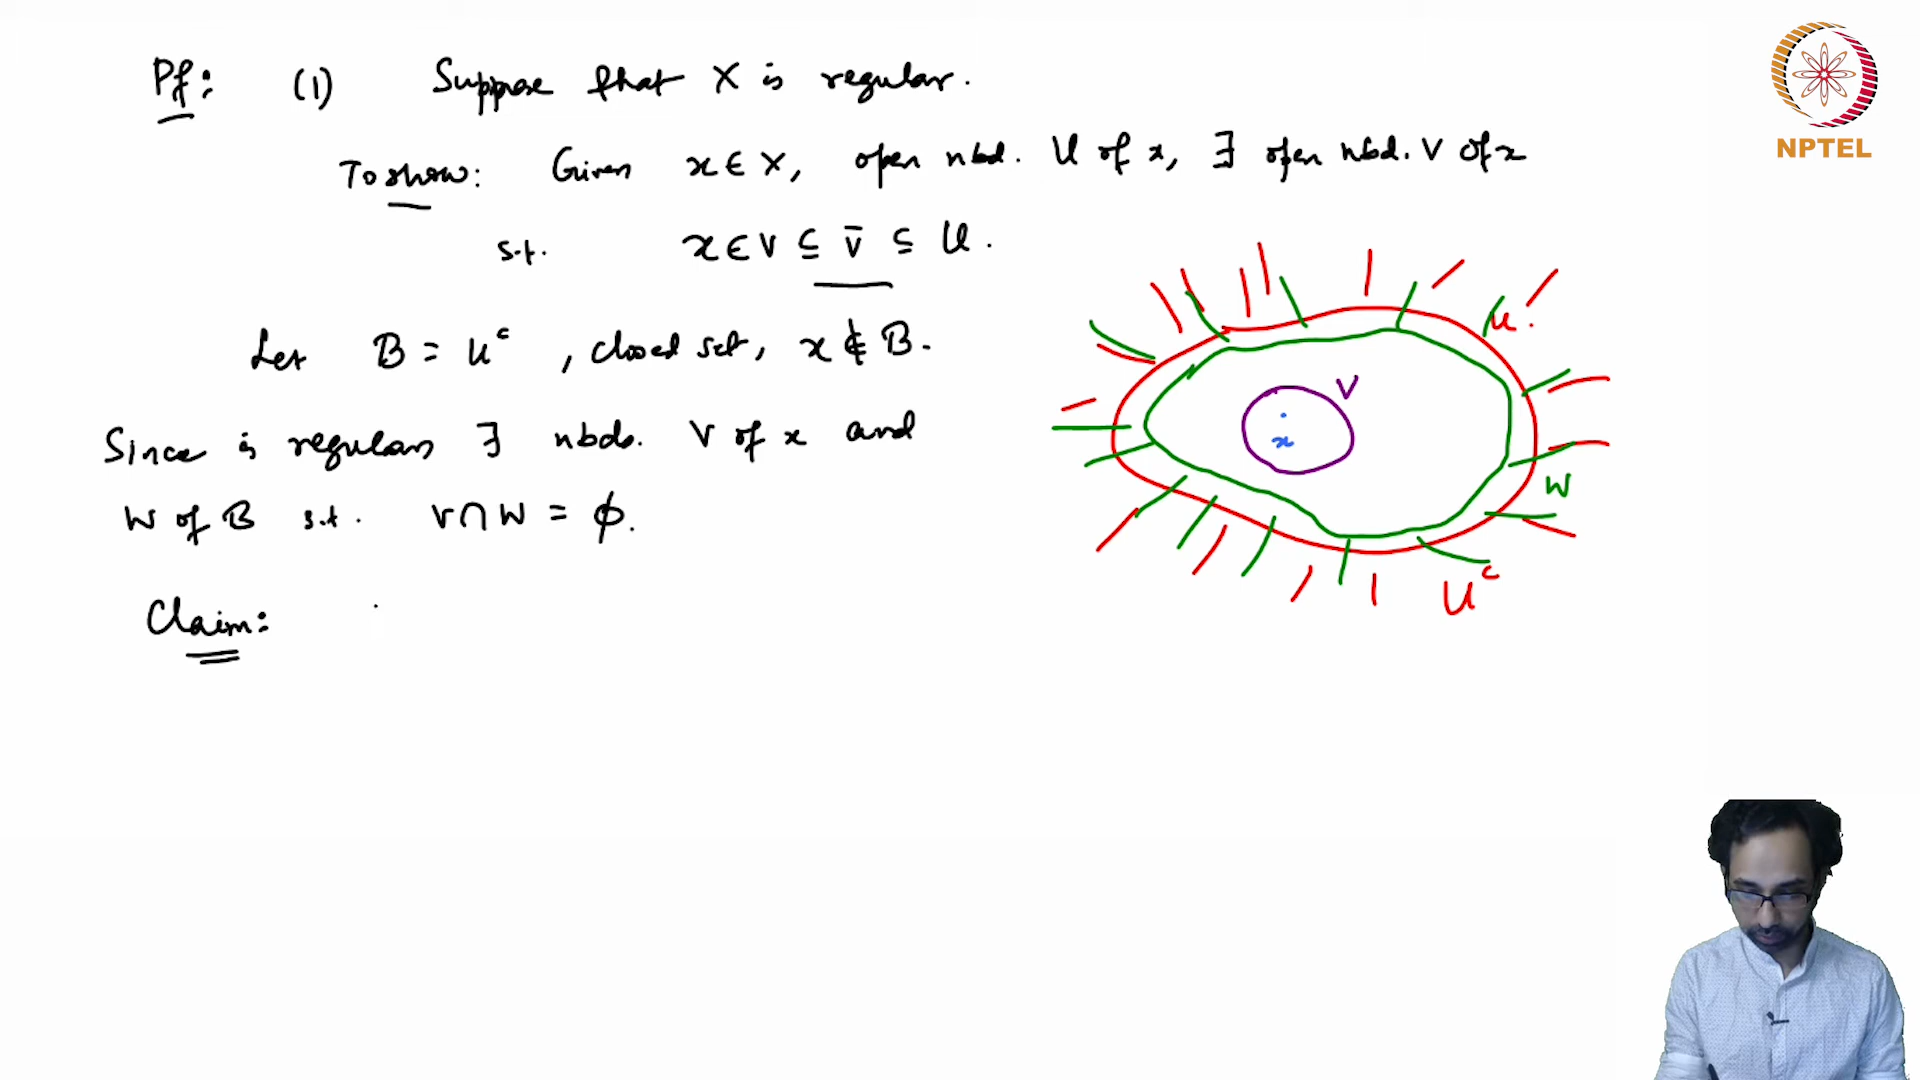 Pf: (1) Suppose that X is regular.
To show: Given x ∈ X, open nbd. U of x, ∃ open nbd. V of x
s.t. x ∈ V ⊆ V̄ ⊆ U.
Let B = U^c, closed set, x ∉ B.
Since is regular ∃ nbds. V of x and
W of B s.t. V ∩ W = ϕ.
Claim:
U.
V
x
W
U^c
NPTEL